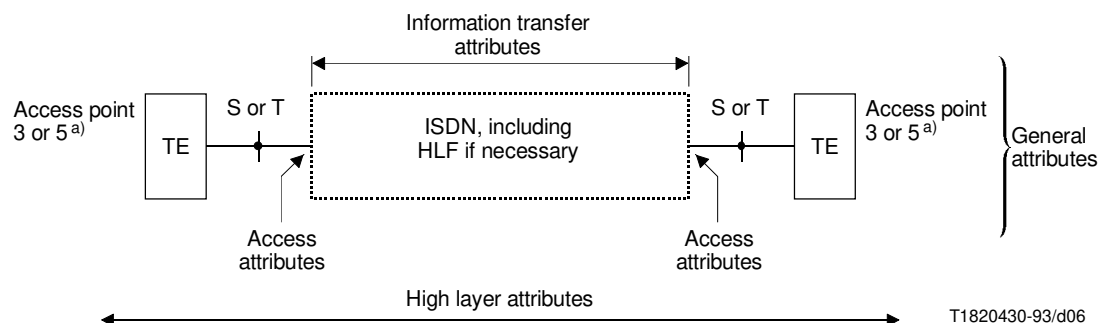 Information transfer
attributes
Access point
3 or 5 a)
TE
S or T
ISDN, including
HLF if necessary
S or T
TE
Access point
3 or 5 a)
General
attributes
Access
attributes
Access
attributes
High layer attributes
T1820430-93/d06